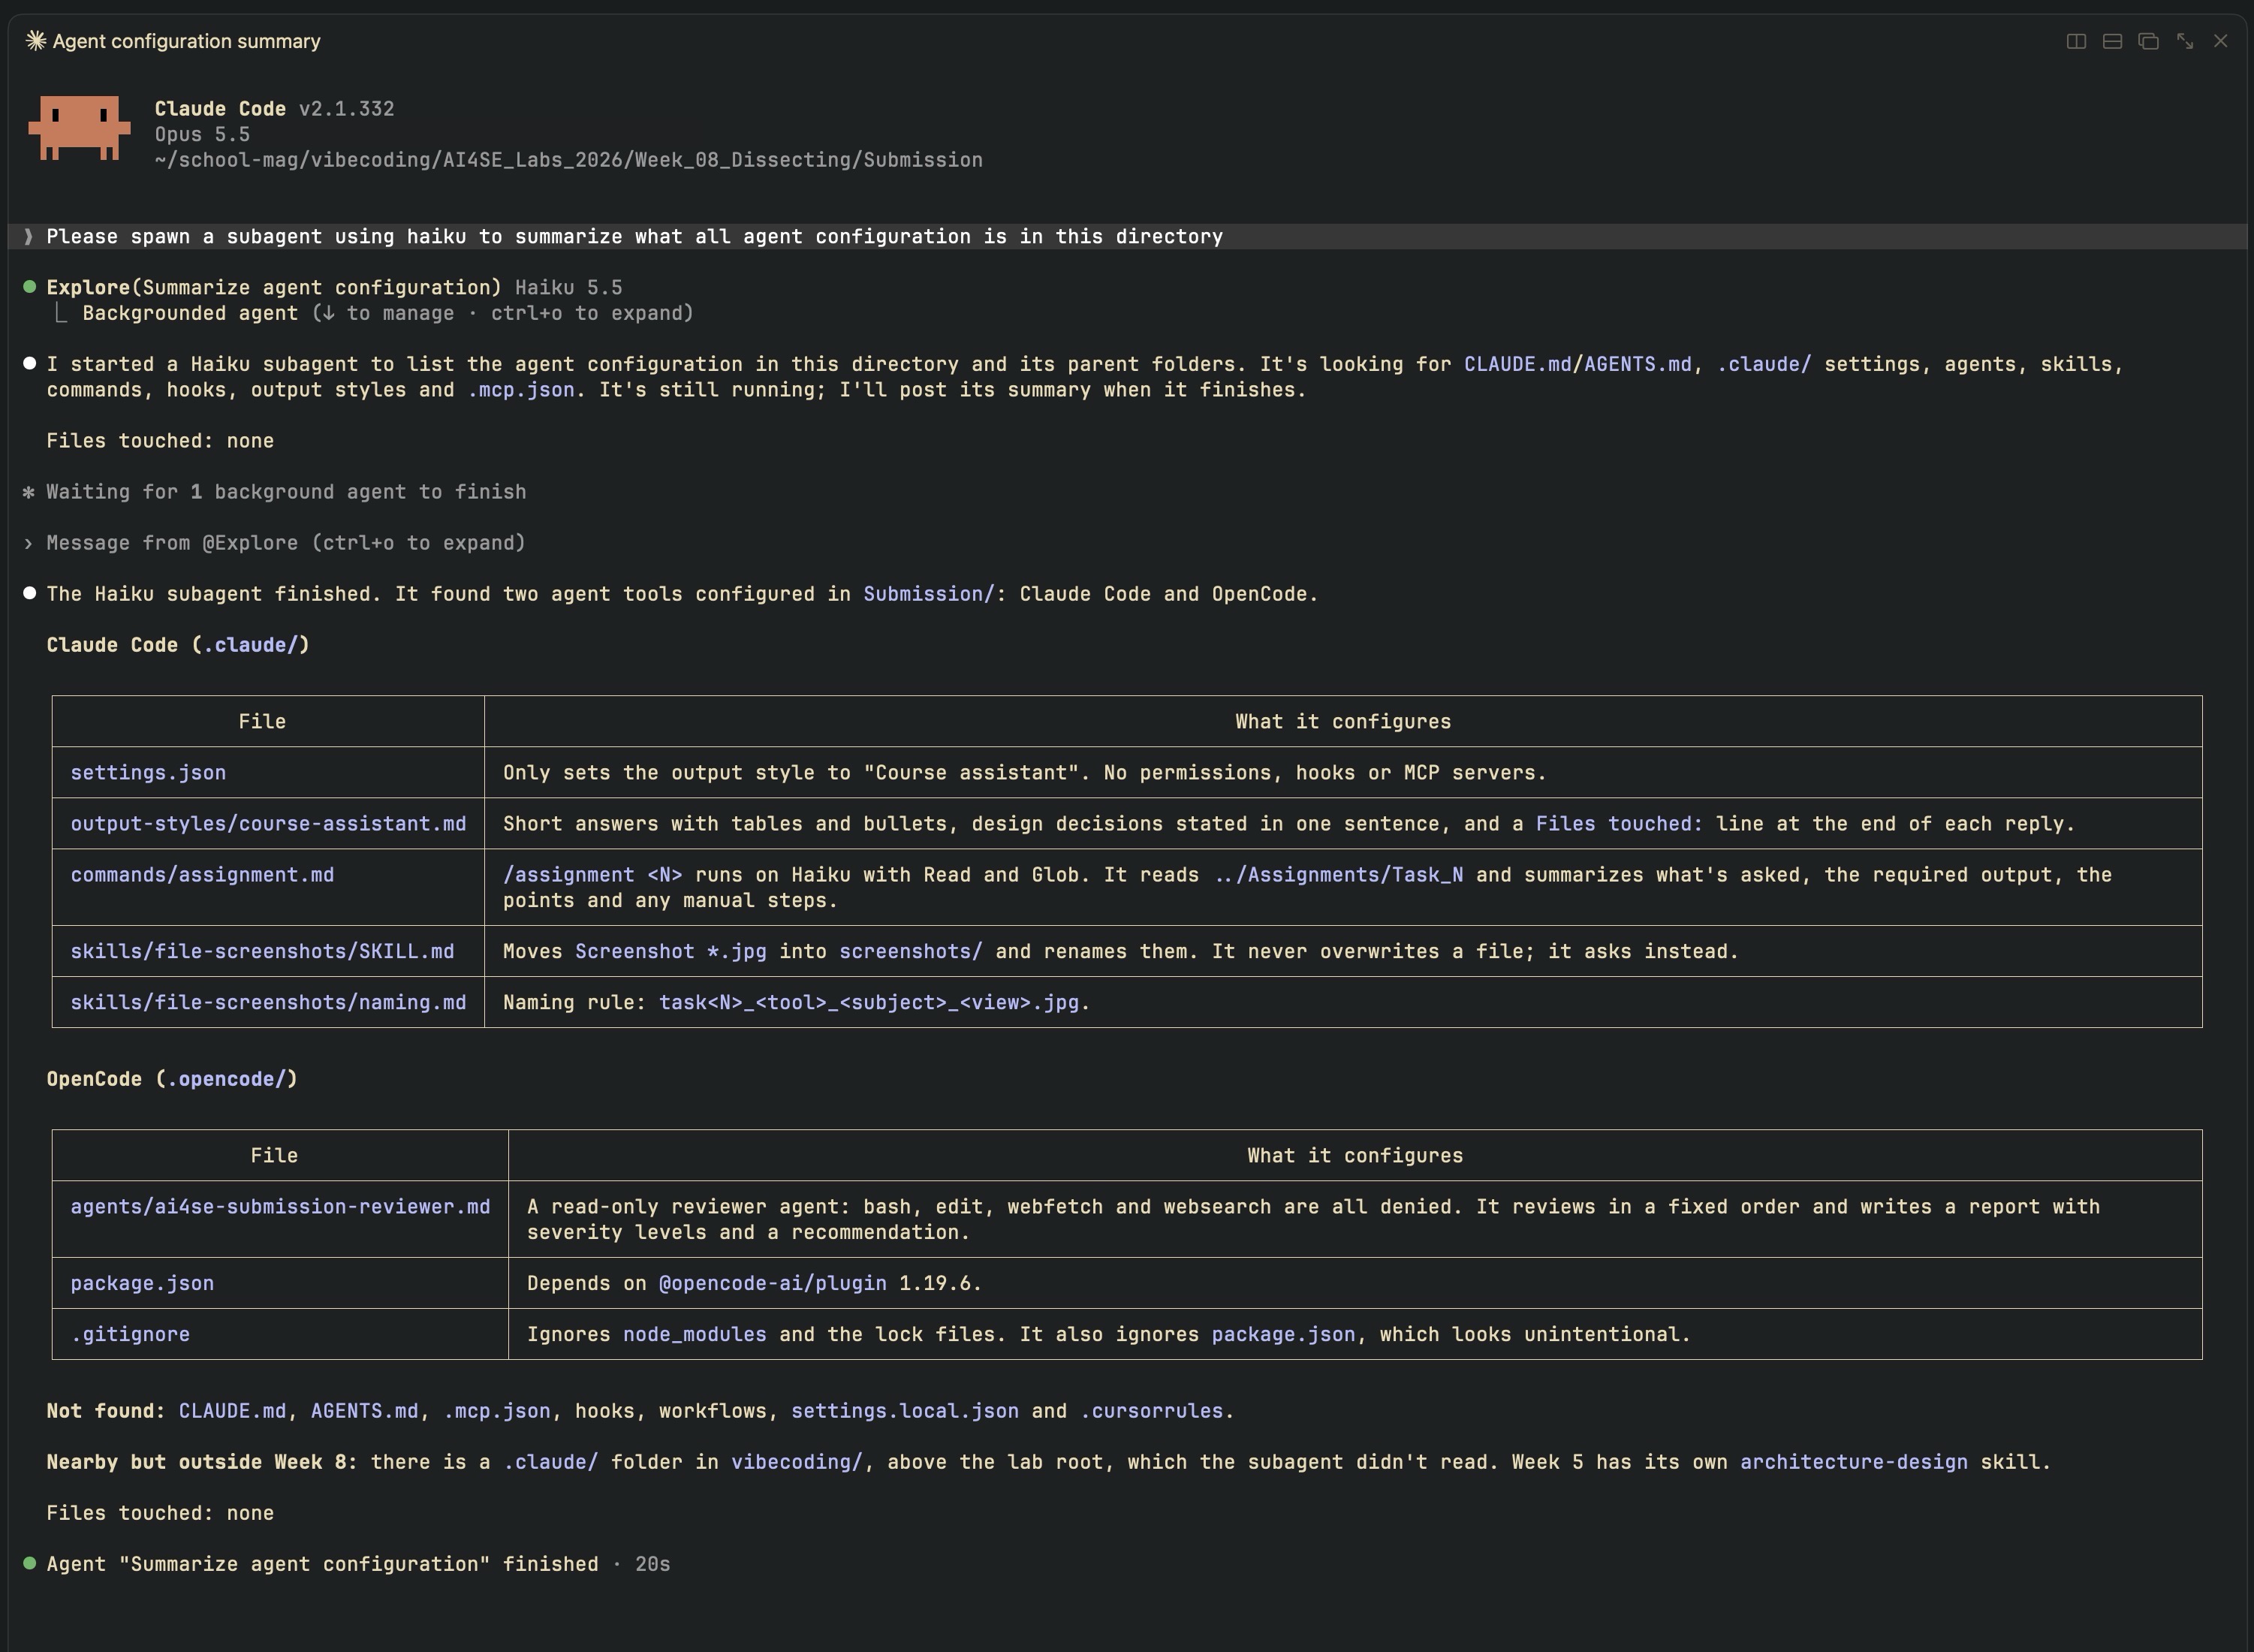 Agent configuration summary
Claude Code v2.1.332
Opus 5.5
~/school-mag/vibecoding/AI4SE_Labs_2026/Week_08_Dissecting/Submission
❯ Please spawn a subagent using haiku to summarize what all agent configuration is in this directory
Explore(Summarize agent configuration) Haiku 5.5
Backgrounded agent (↓ to manage · ctrl+o to expand)
I started a Haiku subagent to list the agent configuration in this directory and its parent folders. It's looking for CLAUDE.md/AGENTS.md, .claude/ settings, agents, skills,
commands, hooks, output styles and .mcp.json. It's still running; I'll post its summary when it finishes.
Files touched: none
✻ Waiting for 1 background agent to finish
› Message from @Explore (ctrl+o to expand)
The Haiku subagent finished. It found two agent tools configured in Submission/: Claude Code and OpenCode.
Claude Code (.claude/)
File What it configures
settings.json Only sets the output style to "Course assistant". No permissions, hooks or MCP servers.
output-styles/course-assistant.md Short answers with tables and bullets, design decisions stated in one sentence, and a Files touched: line at the end of each reply.
commands/assignment.md /assignment <N> runs on Haiku with Read and Glob. It reads ../Assignments/Task_N and summarizes what's asked, the required output, the
points and any manual steps.
skills/file-screenshots/SKILL.md Moves Screenshot *.jpg into screenshots/ and renames them. It never overwrites a file; it asks instead.
skills/file-screenshots/naming.md Naming rule: task<N>_<tool>_<subject>_<view>.jpg.
OpenCode (.opencode/)
File What it configures
agents/ai4se-submission-reviewer.md A read-only reviewer agent: bash, edit, webfetch and websearch are all denied. It reviews in a fixed order and writes a report with
severity levels and a recommendation.
package.json Depends on @opencode-ai/plugin 1.19.6.
.gitignore Ignores node_modules and the lock files. It also ignores package.json, which looks unintentional.
Not found: CLAUDE.md, AGENTS.md, .mcp.json, hooks, workflows, settings.local.json and .cursorrules.
Nearby but outside Week 8: there is a .claude/ folder in vibecoding/, above the lab root, which the subagent didn't read. Week 5 has its own architecture-design skill.
Files touched: none
Agent "Summarize agent configuration" finished · 20s